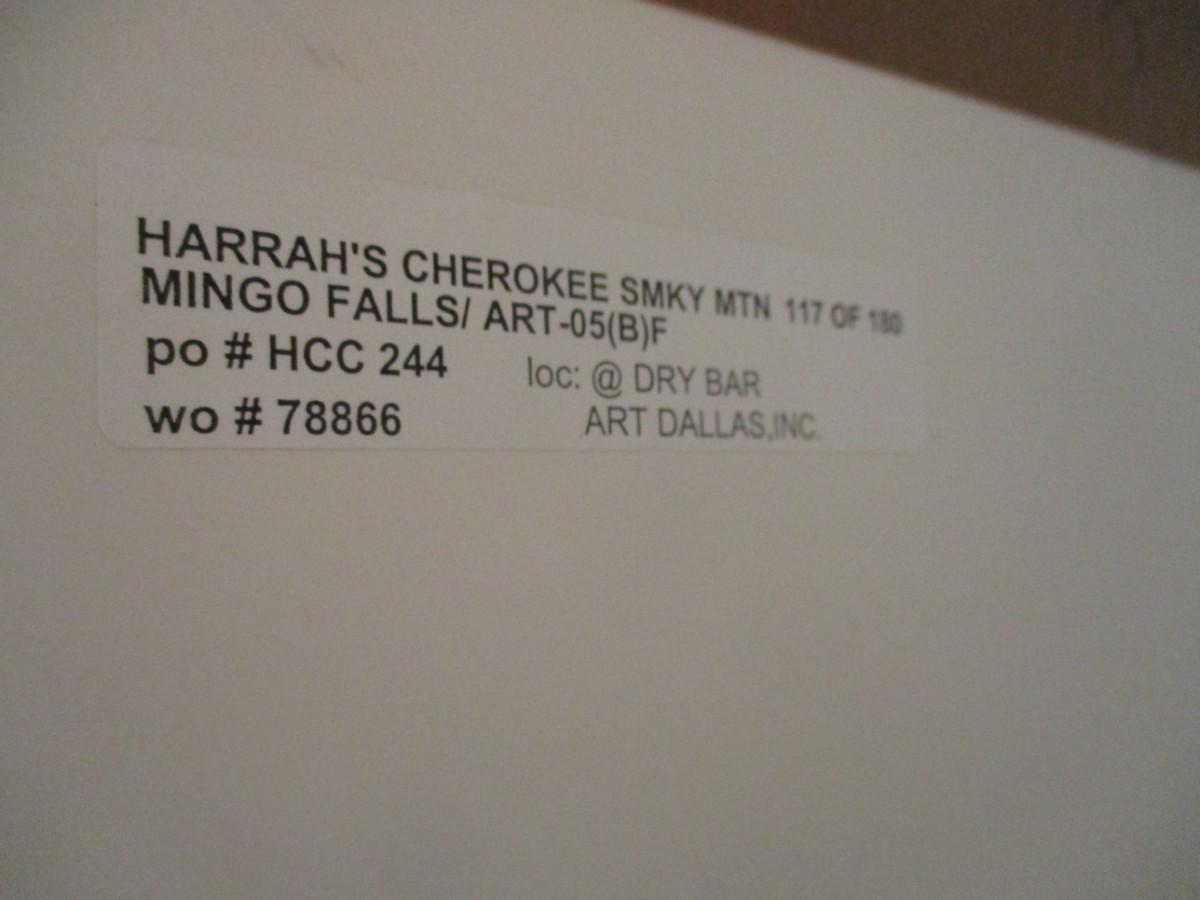 HARRAH'S CHEROKEE SMKY MTN 117 OF 180
MINGO FALLS/ ART-05(B)F
po # HCC 244 loc: @ DRY BAR
wo # 78866 ART DALLAS,INC.